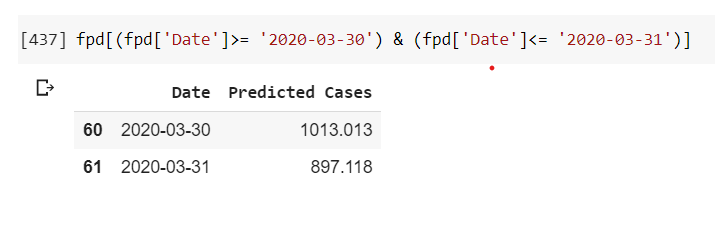 [437] fpd[(fpd['Date']>= '2020-03-30') & (fpd['Date']<= '2020-03-31')]
Date Predicted Cases
60 2020-03-30 1013.013
61 2020-03-31 897.118